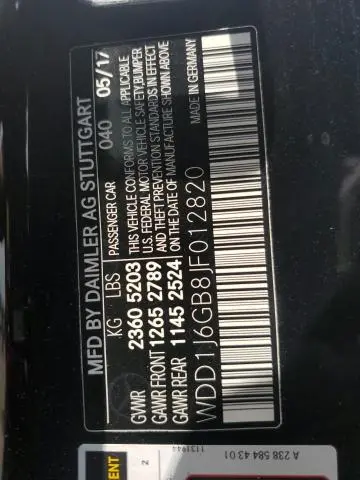 MFD BY DAIMLER AG STUTTGART
040 05/17
KG LBS PASSENGER CAR
GVWR 2360 5203
GAWR FRONT 1265 2789
GAWR REAR 1145 2524
THIS VEHICLE CONFORMS TO ALL APPLICABLE
U.S. FEDERAL MOTOR VEHICLE SAFETY, BUMPER
AND THEFT PREVENTION STANDARDS IN EFFECT
ON THE DATE OF MANUFACTURE SHOWN ABOVE
WDD1J6GB8JF012820 MADE IN GERMANY
1131944
A 238 584 43 01
2